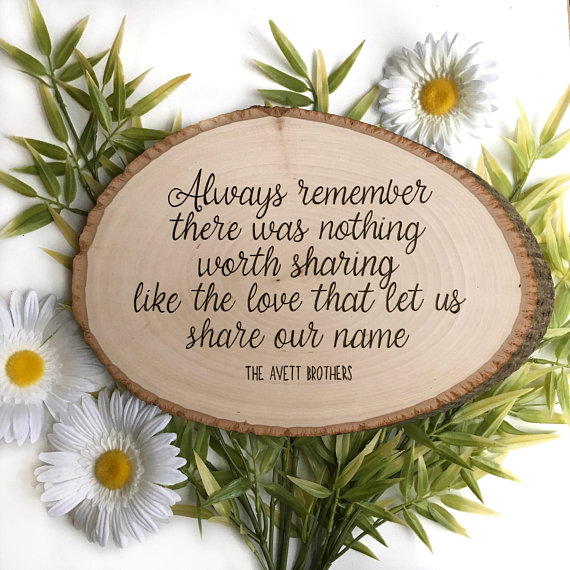 Always remember
there was nothing
worth sharing
like the love that let us
share our name
THE AVETT BROTHERS